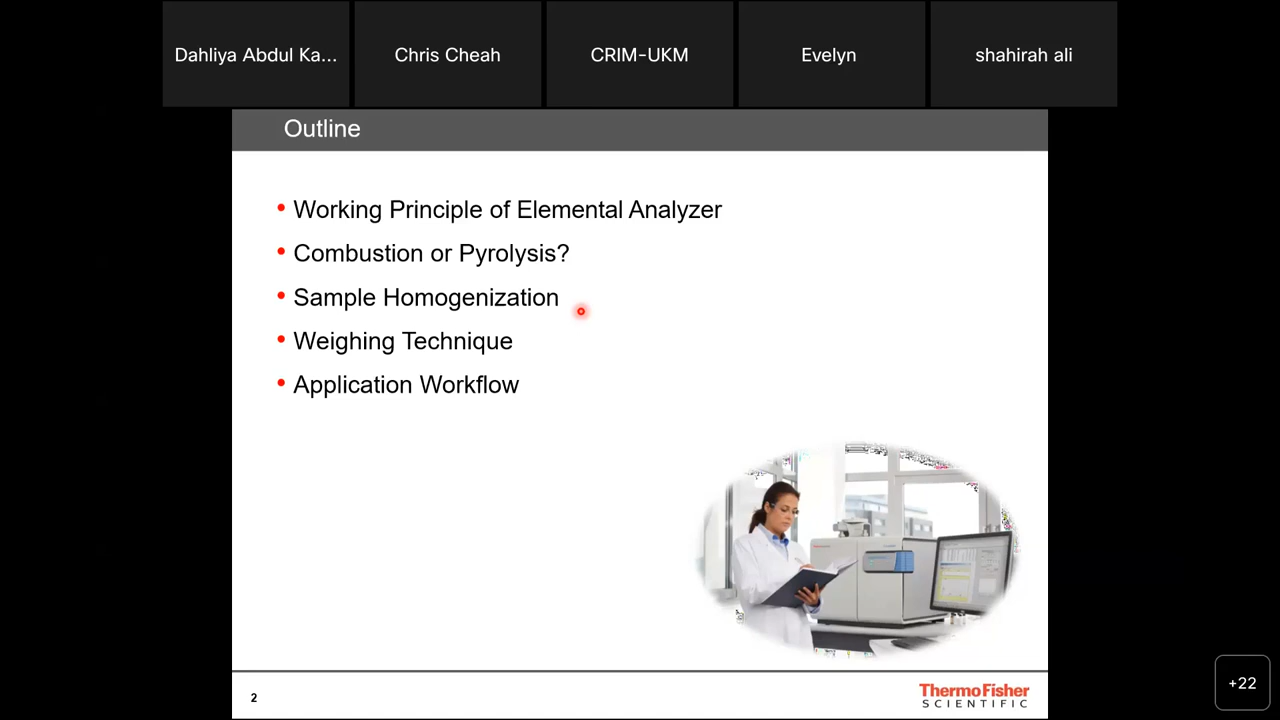 Dahliya Abdul Ka...
Chris Cheah
CRIM-UKM
Evelyn
shahirah ali
Outline
• Working Principle of Elemental Analyzer
• Combustion or Pyrolysis?
• Sample Homogenization
• Weighing Technique
• Application Workflow
2
ThermoFisher
SCIENTIFIC
+22